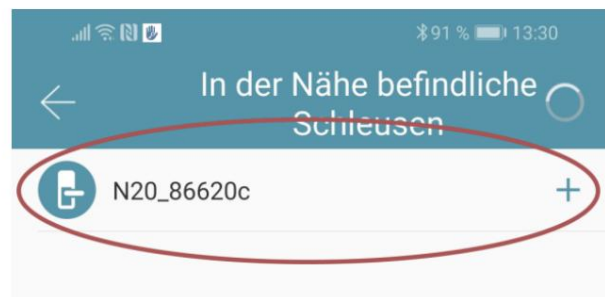 91 % 13:30
In der Nähe befindliche
Schleusen
N20_86620c